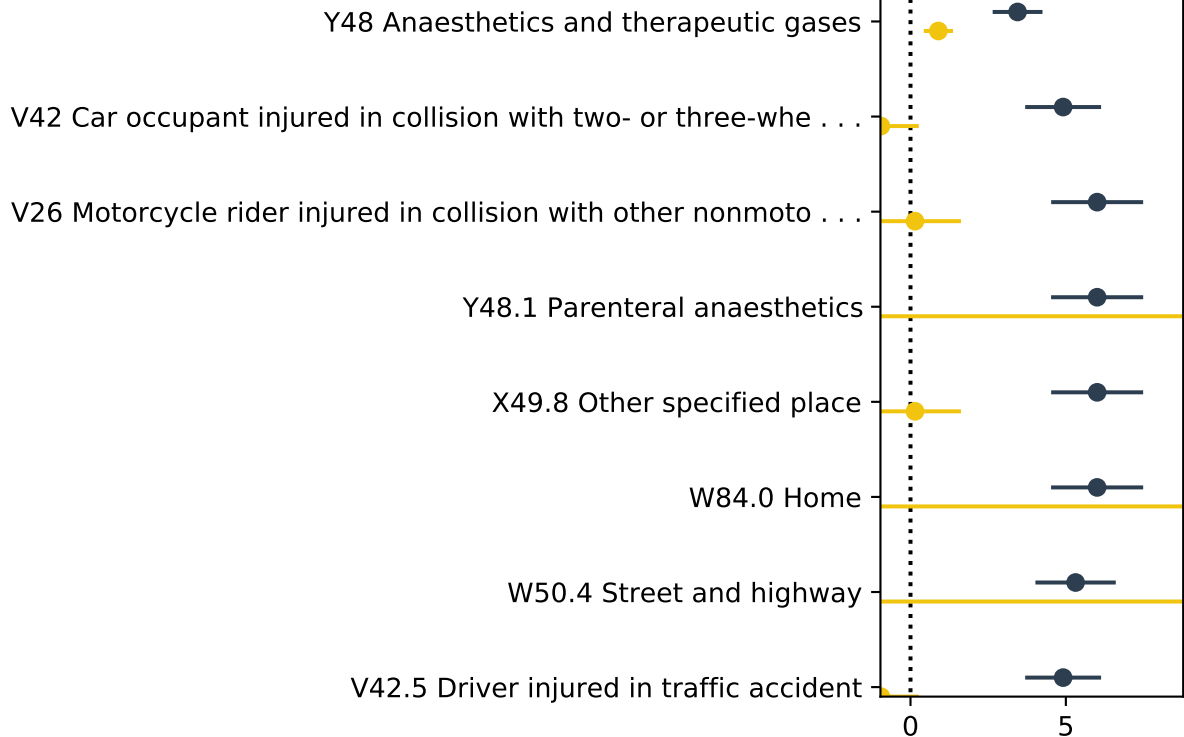 Y48 Anaesthetics and therapeutic gases
V42 Car occupant injured in collision with two- or three-whe . . .
V26 Motorcycle rider injured in collision with other nonmoto . . .
Y48.1 Parenteral anaesthetics
X49.8 Other specified place
W84.0 Home
W50.4 Street and highway
V42.5 Driver injured in traffic accident
0 5